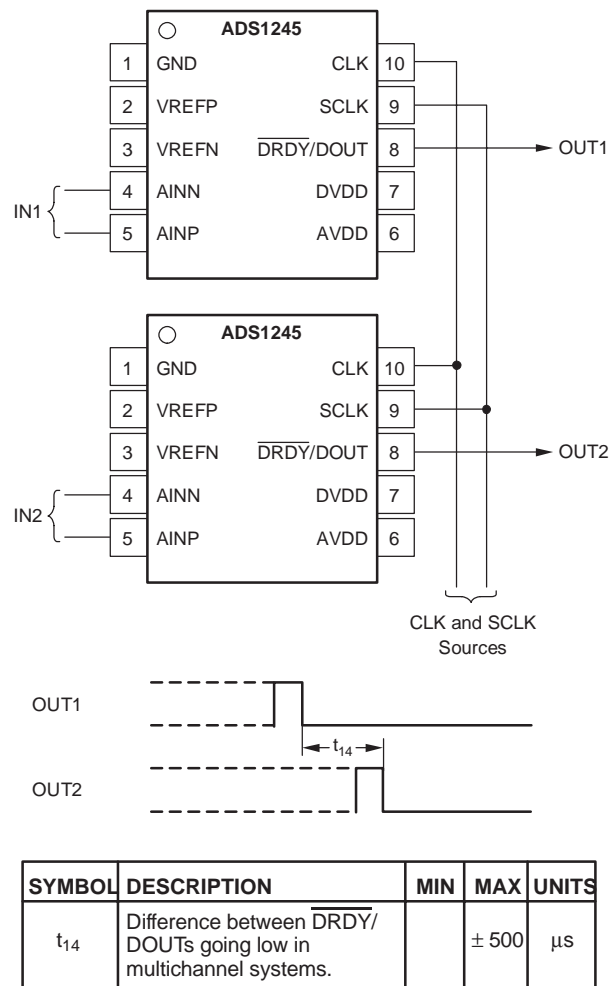 ADS1245
1 GND CLK 10
2 VREFP SCLK 9
3 VREFN DRDY/DOUT 8 OUT1
4 AINN DVDD 7
IN1
5 AINP AVDD 6
ADS1245
1 GND CLK 10
2 VREFP SCLK 9
3 VREFN DRDY/DOUT 8 OUT2
4 AINN DVDD 7
IN2
5 AINP AVDD 6
CLK and SCLK
Sources
OUT1
t14
OUT2
SYMBOL DESCRIPTION MIN MAX UNITS
t14 Difference between DRDY/
DOUTs going low in
multichannel systems. ± 500 μs